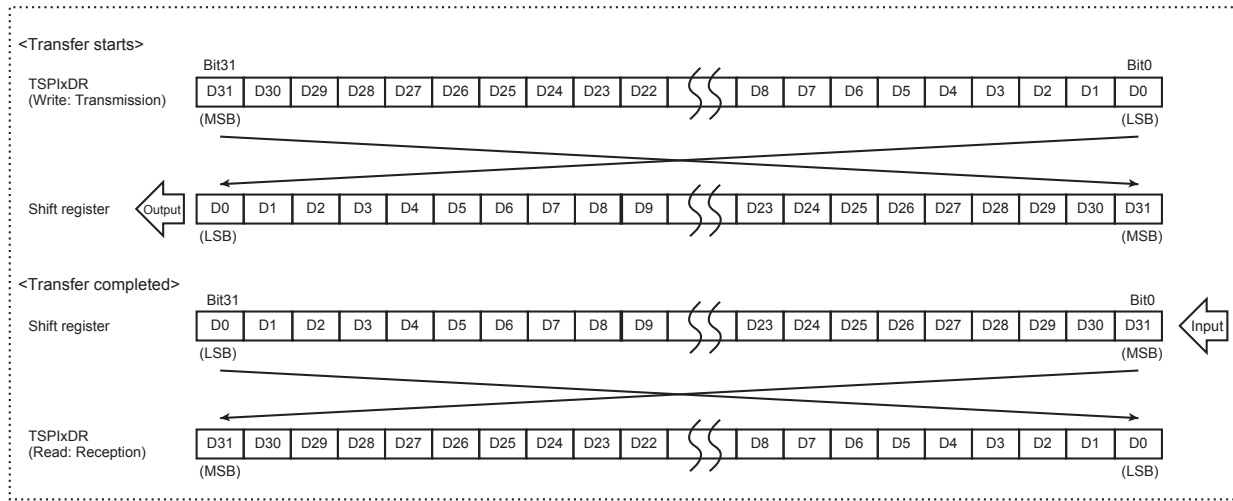 <Transfer starts>
Bit31 Bit0
TSPIxDR
(Write: Transmission)
D31 D30 D29 D28 D27 D26 D25 D24 D23 D22 D8 D7 D6 D5 D4 D3 D2 D1 D0
(MSB) (LSB)
Shift register
Output
D0 D1 D2 D3 D4 D5 D6 D7 D8 D9 D23 D24 D25 D26 D27 D28 D29 D30 D31
(LSB) (MSB)
<Transfer completed>
Bit31 Bit0
Shift register
D0 D1 D2 D3 D4 D5 D6 D7 D8 D9 D23 D24 D25 D26 D27 D28 D29 D30 D31
Input
(LSB) (MSB)
TSPIxDR
(Read: Reception)
D31 D30 D29 D28 D27 D26 D25 D24 D23 D22 D8 D7 D6 D5 D4 D3 D2 D1 D0
(MSB) (LSB)